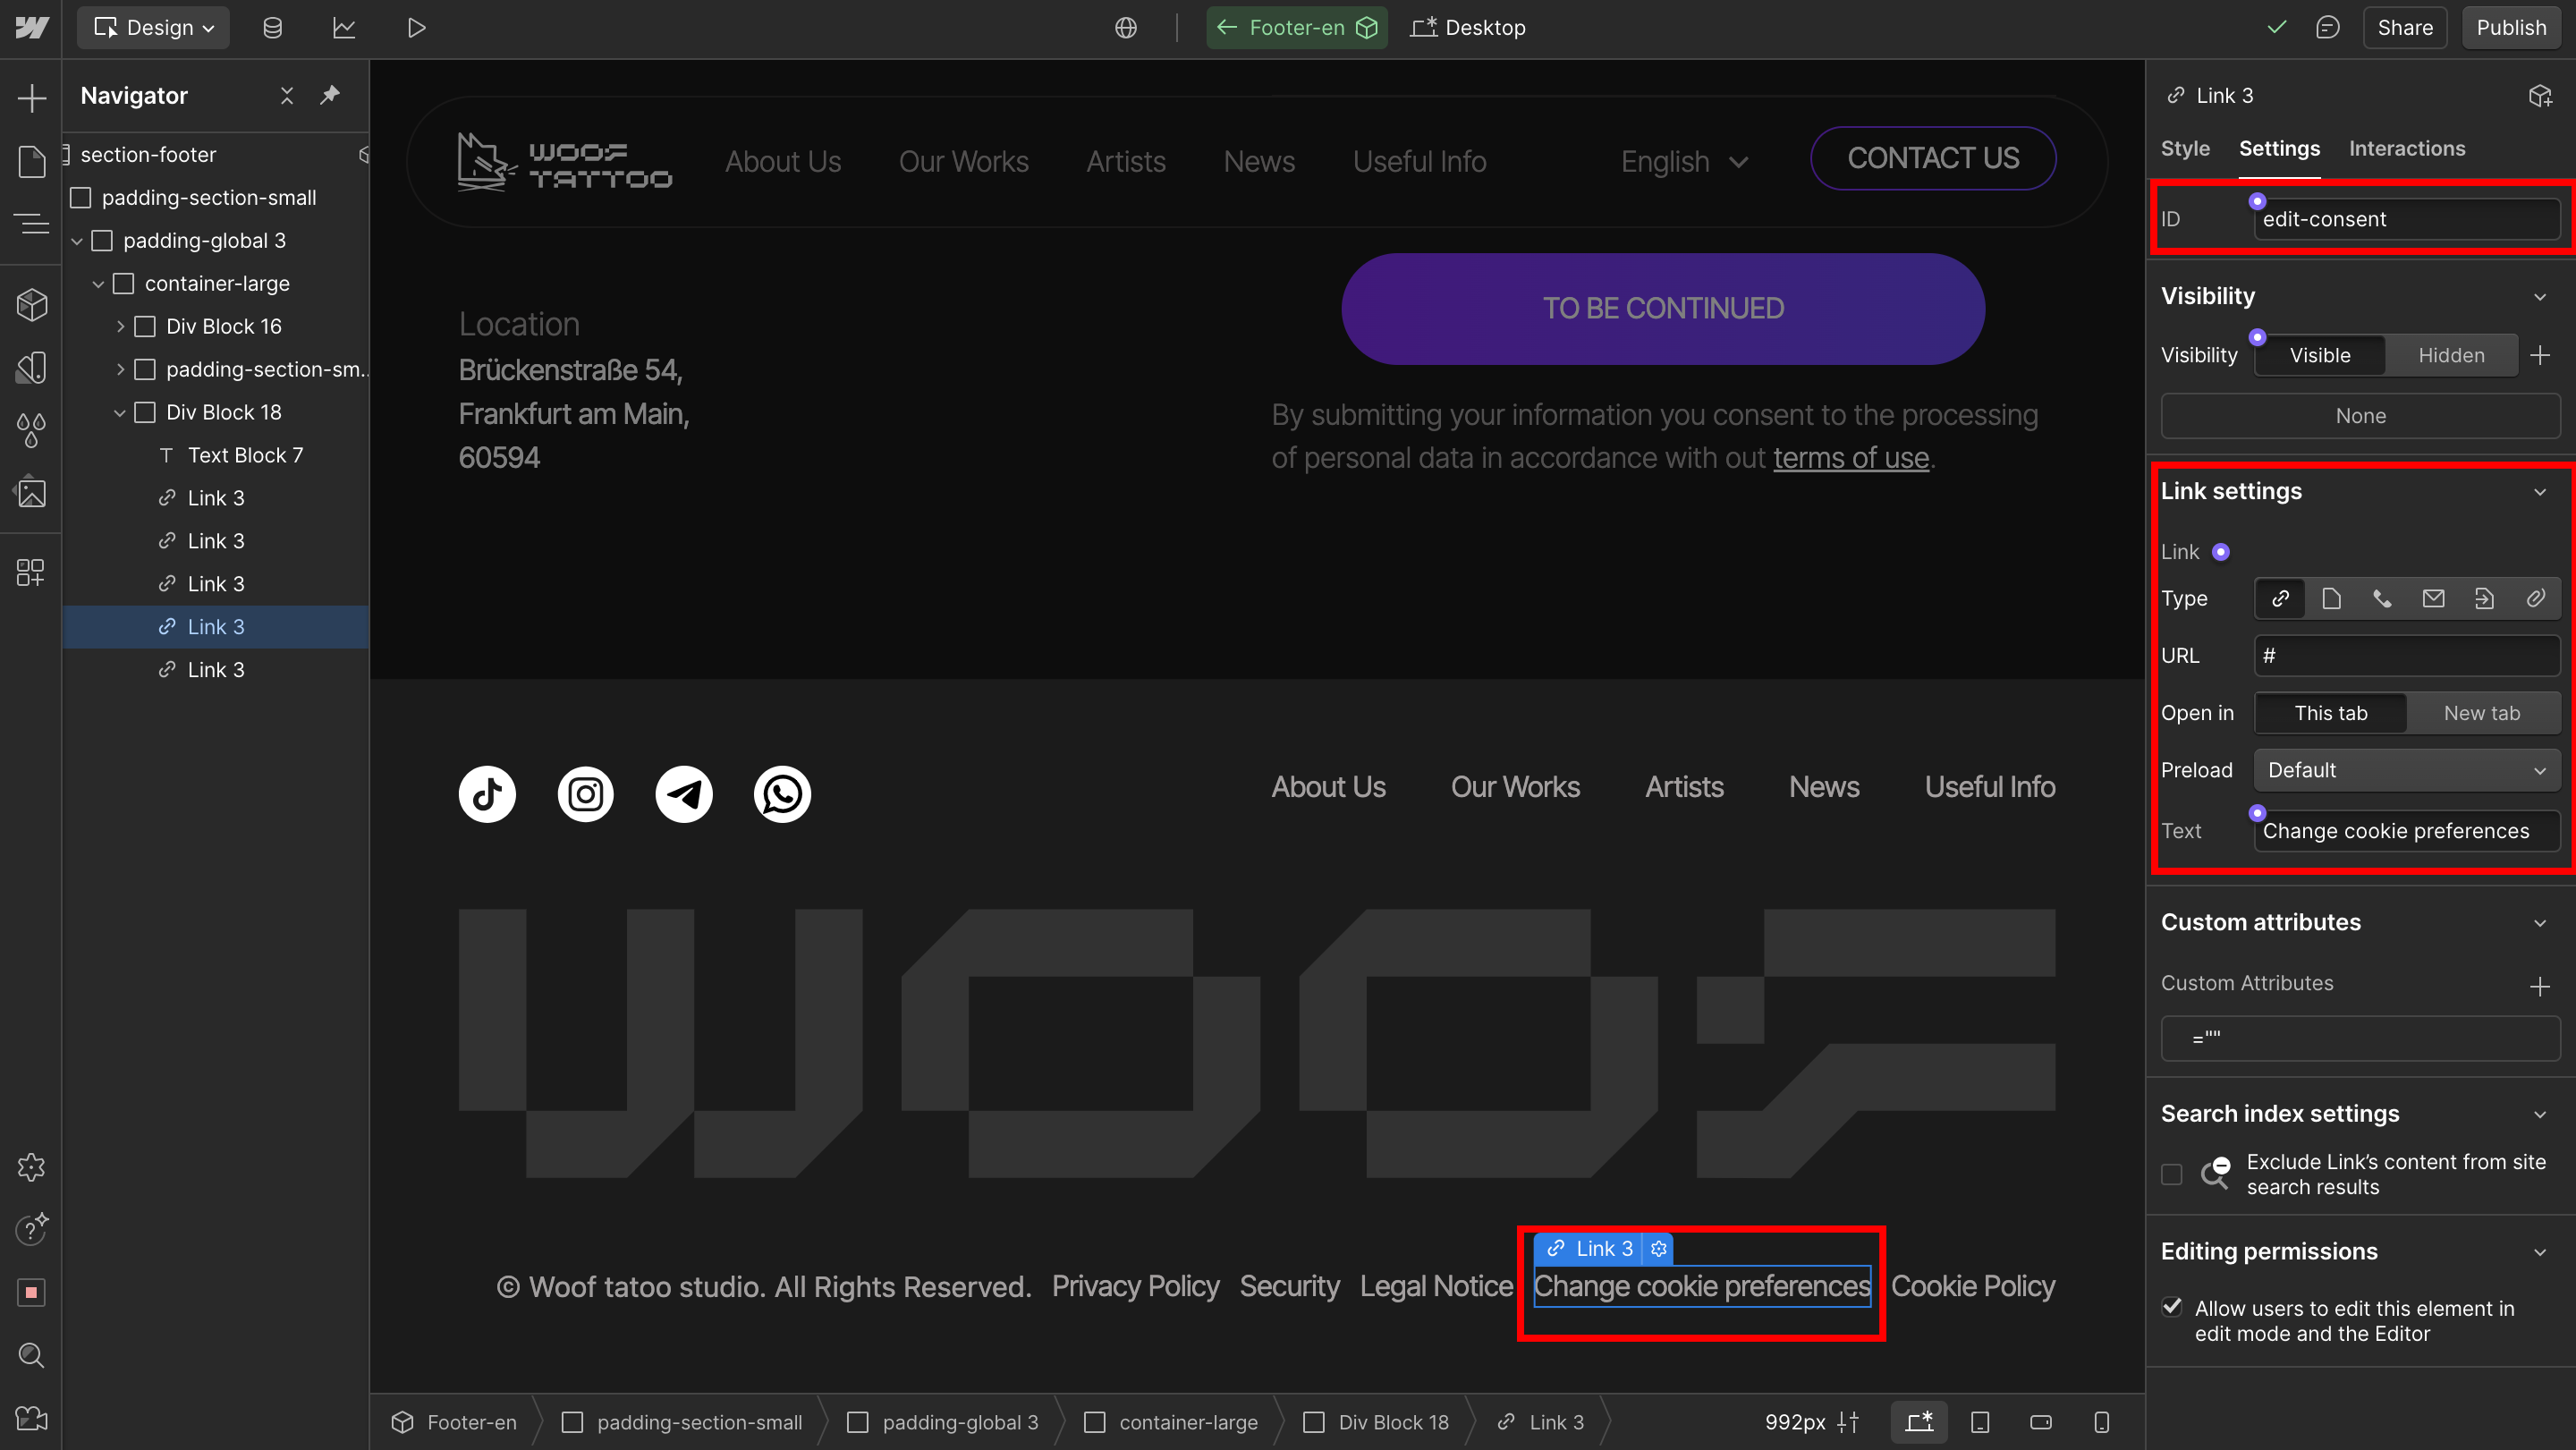 Design
Footer-en
Desktop
Share
Publish
Navigator
section-footer
padding-section-small
padding-global 3
container-large
Div Block 16
padding-section-sm..
Div Block 18
Text Block 7
Link 3
Link 3
Link 3
Link 3
Link 3
WOOF
TATTOO
About Us
Our Works
Artists
News
Useful Info
English
CONTACT US
Location
Brückenstraße 54,
Frankfurt am Main,
60594
TO BE CONTINUED
By submitting your information you consent to the processing
of personal data in accordance with out terms of use.
About Us
Our Works
Artists
News
Useful Info
WOOF
Link 3
© Woof tatoo studio. All Rights Reserved.
Privacy Policy
Security
Legal Notice
Change cookie preferences
Cookie Policy
Footer-en
padding-section-small
padding-global 3
container-large
Div Block 18
Link 3
992px
Link 3
Style
Settings
Interactions
ID
edit-consent
Visibility
Visibility
Visible
Hidden
None
Link settings
Link
Type
URL
#
Open in
This tab
New tab
Preload
Default
Text
Change cookie preferences
Custom attributes
Custom Attributes
=""
Search index settings
Exclude Link's content from site
search results
Editing permissions
Allow users to edit this element in
edit mode and the Editor